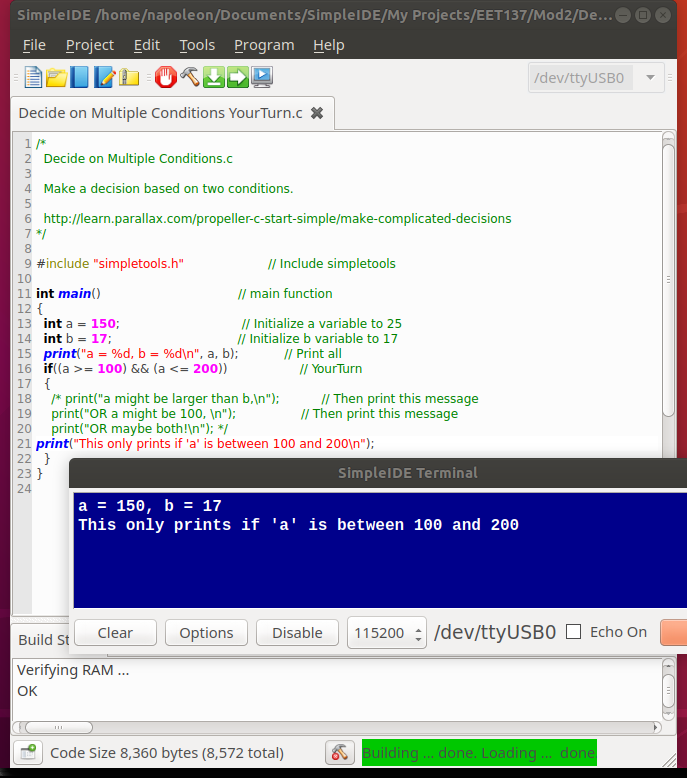 SimpleIDE /home/napoleon/Documents/SimpleIDE/My Projects/EET137/Mod2/De...
File Project Edit Tools Program Help
/dev/ttyUSB0
Decide on Multiple Conditions YourTurn.c
1 /*
2 Decide on Multiple Conditions.c
3
4 Make a decision based on two conditions.
5
6 http://learn.parallax.com/propeller-c-start-simple/make-complicated-decisions
7 */
8
9 #include "simpletools.h" // Include simpletools
10
11 int main() // main function
12 {
13 int a = 150; // Initialize a variable to 25
14 int b = 17; // Initialize b variable to 17
15 print("a = %d, b = %d\n", a, b); // Print all
16 if((a >= 100) && (a <= 200)) // YourTurn
17 {
18 /* print("a might be larger than b,\n"); // Then print this message
19 print("OR a might be 100, \n"); // Then print this message
20 print("OR maybe both!\n"); */
21 print("This only prints if 'a' is between 100 and 200\n");
22 }
23 }
24
SimpleIDE Terminal
a = 150, b = 17
This only prints if 'a' is between 100 and 200
Clear Options Disable 115200 /dev/ttyUSB0 Echo On
Build St
Verifying RAM ...
OK
Code Size 8,360 bytes (8,572 total) Building ... done. Loading ... done